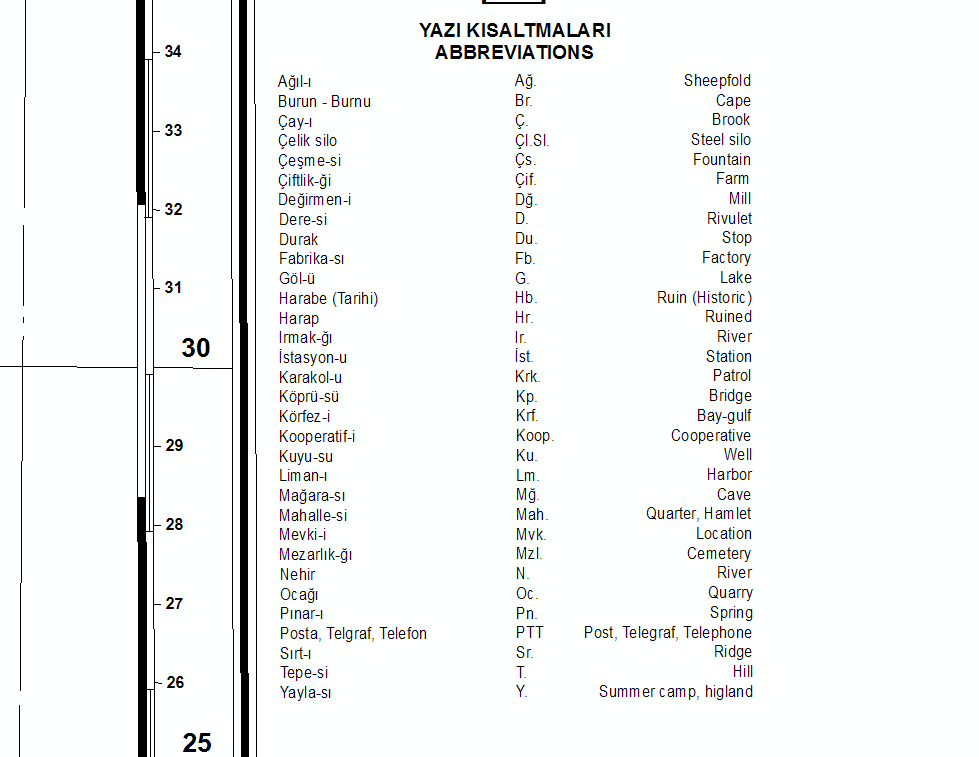 YAZI KISALTMALARI
ABBREVIATIONS
Ağıl-ı Ağ. Sheepfold
Burun - Burnu Br. Cape
Çay-ı Ç. Brook
Çelik silo Çl.Sl. Steel silo
Çeşme-si Çs. Fountain
Çiftlik-ği Çif. Farm
Değirmen-i Dğ. Mill
Dere-si D. Rivulet
Durak Du. Stop
Fabrika-sı Fb. Factory
Göl-ü G. Lake
Harabe (Tarihi) Hb. Ruin (Historic)
Harap Hr. Ruined
Irmak-ğı Ir. River
İstasyon-u İst. Station
Karakol-u Krk. Patrol
Köprü-sü Kp. Bridge
Körfez-i Krf. Bay-gulf
Kooperatif-i Koop. Cooperative
Kuyu-su Ku. Well
Liman-ı Lm. Harbor
Mağara-sı Mğ. Cave
Mahalle-si Mah. Quarter, Hamlet
Mevki-i Mvk. Location
Mezarlık-ğı Mzl. Cemetery
Nehir N. River
Ocağı Oc. Quarry
Pınar-ı Pn. Spring
Posta, Telgraf, Telefon PTT Post, Telegraf, Telephone
Sırt-ı Sr. Ridge
Tepe-si T. Hill
Yayla-sı Y. Summer camp, higland
34
33
32
31
30
29
28
27
26
25